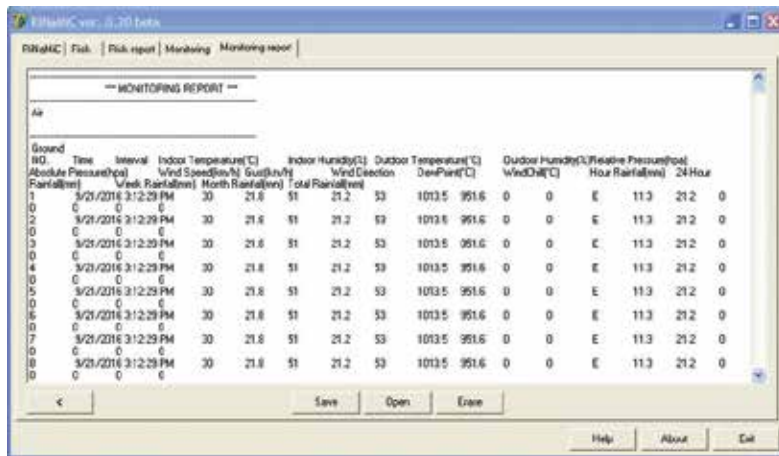 RiNaMiC ver. 0.20 beta
RiNaMiC Risk Risk report Monitoring Monitoring report
--- MONITORING REPORT ---
Air
Ground
NO. Time Interval Indoor Temperature(°C) Indoor Humidity(%) Outdoor Temperature(°C) Ourdoor Humidity(%)Relative Pressure(hpa)
Absolute Pressure(hpa) Wind Speed(km/h) Gust(km/h) Wind Direction DewPoint(°C) WindChill(°C) Hour Rainfall(mm) 24 Hour
Rainfall(mm) Week Rainfall(mm) Month Rainfall(mm) Total Rainfall(mm)
1 9/21/2016 3:12:29 PM 30 21.8 51 21.2 53 1013.5 951.6 0 0 E 11.3 21.2 0
0 0 0
2 9/21/2016 3:12:29 PM 30 21.8 51 21.2 53 1013.5 951.6 0 0 E 11.3 21.2 0
0 0 0
3 9/21/2016 3:12:29 PM 30 21.8 51 21.2 53 1013.5 951.6 0 0 E 11.3 21.2 0
0 0 0
4 9/21/2016 3:12:29 PM 30 21.8 51 21.2 53 1013.5 951.6 0 0 E 11.3 21.2 0
0 0 0
5 9/21/2016 3:12:29 PM 30 21.8 51 21.2 53 1013.5 951.6 0 0 E 11.3 21.2 0
0 0 0
6 9/21/2016 3:12:29 PM 30 21.8 51 21.2 53 1013.5 951.6 0 0 E 11.3 21.2 0
0 0 0
7 9/21/2016 3:12:29 PM 30 21.8 51 21.2 53 1013.5 951.6 0 0 E 11.3 21.2 0
0 0 0
8 9/21/2016 3:12:29 PM 30 21.8 51 21.2 53 1013.5 951.6 0 0 E 11.3 21.2 0
0 0 0
< Save Open Erase
Help About Exit